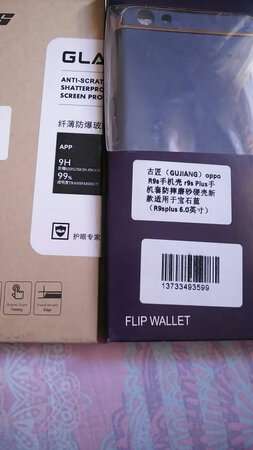 GLA
ANTI-SCRAT
SHATTERPROO
SCREEN PRO
纤薄防爆玻
APP
9H
99%
护眼专家
古匠（GUJIANG）oppo
R9s手机壳 r9s Plus手
机套防摔磨砂硬壳新
款适用于宝石蓝
（R9splus 6.0英寸）
13733493599
FLIP WALLET